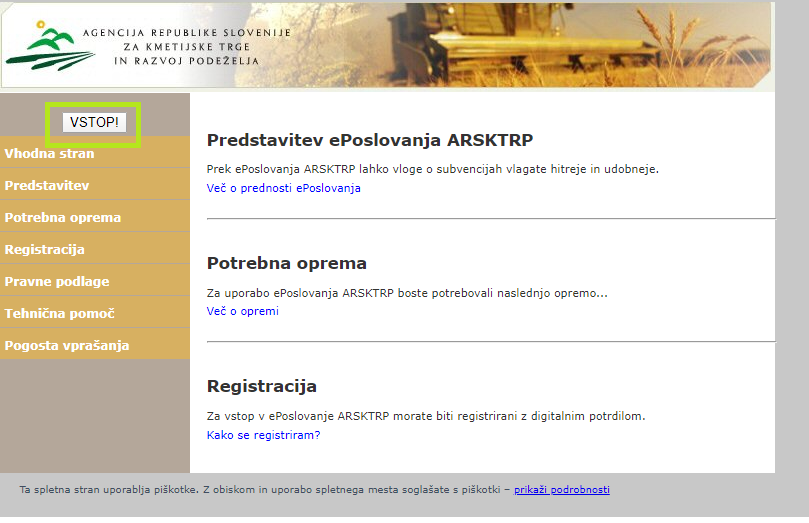 AGENCIJA REPUBLIKE SLOVENIJE
ZA KMETIJSKE TRGE
IN RAZVOJ PODEŽELJA
VSTOP!
Vhodna stran
Predstavitev
Potrebna oprema
Registracija
Pravne podlage
Tehnična pomoč
Pogosta vprašanja
Predstavitev ePoslovanja ARSKTRP
Prek ePoslovanja ARSKTRP lahko vloge o subvencijah vlagate hitreje in udobneje.
Več o prednosti ePoslovanja
Potrebna oprema
Za uporabo ePoslovanja ARSKTRP boste potrebovali naslednjo opremo...
Več o opremi
Registracija
Za vstop v ePoslovanje ARSKTRP morate biti registrirani z digitalnim potrdilom.
Kako se registriram?
Ta spletna stran uporablja piškotke. Z obiskom in uporabo spletnega mesta soglašate s piškotki – prikaži podrobnosti